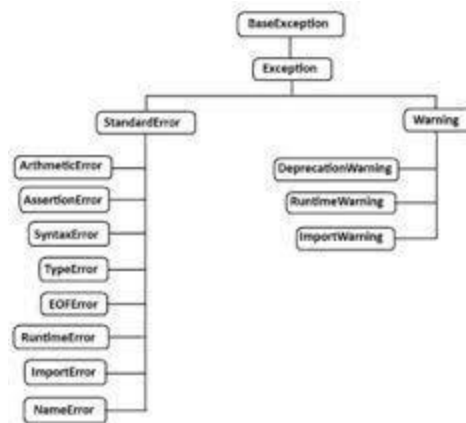 BaseException
Exception
StandardError
Warning
ArthmeticError
DeprecationWarning
AssertionError
RuntimeWarning
SyntaxError
ImportWarning
TypeError
EOFError
RuntimeError
ImportError
NameError